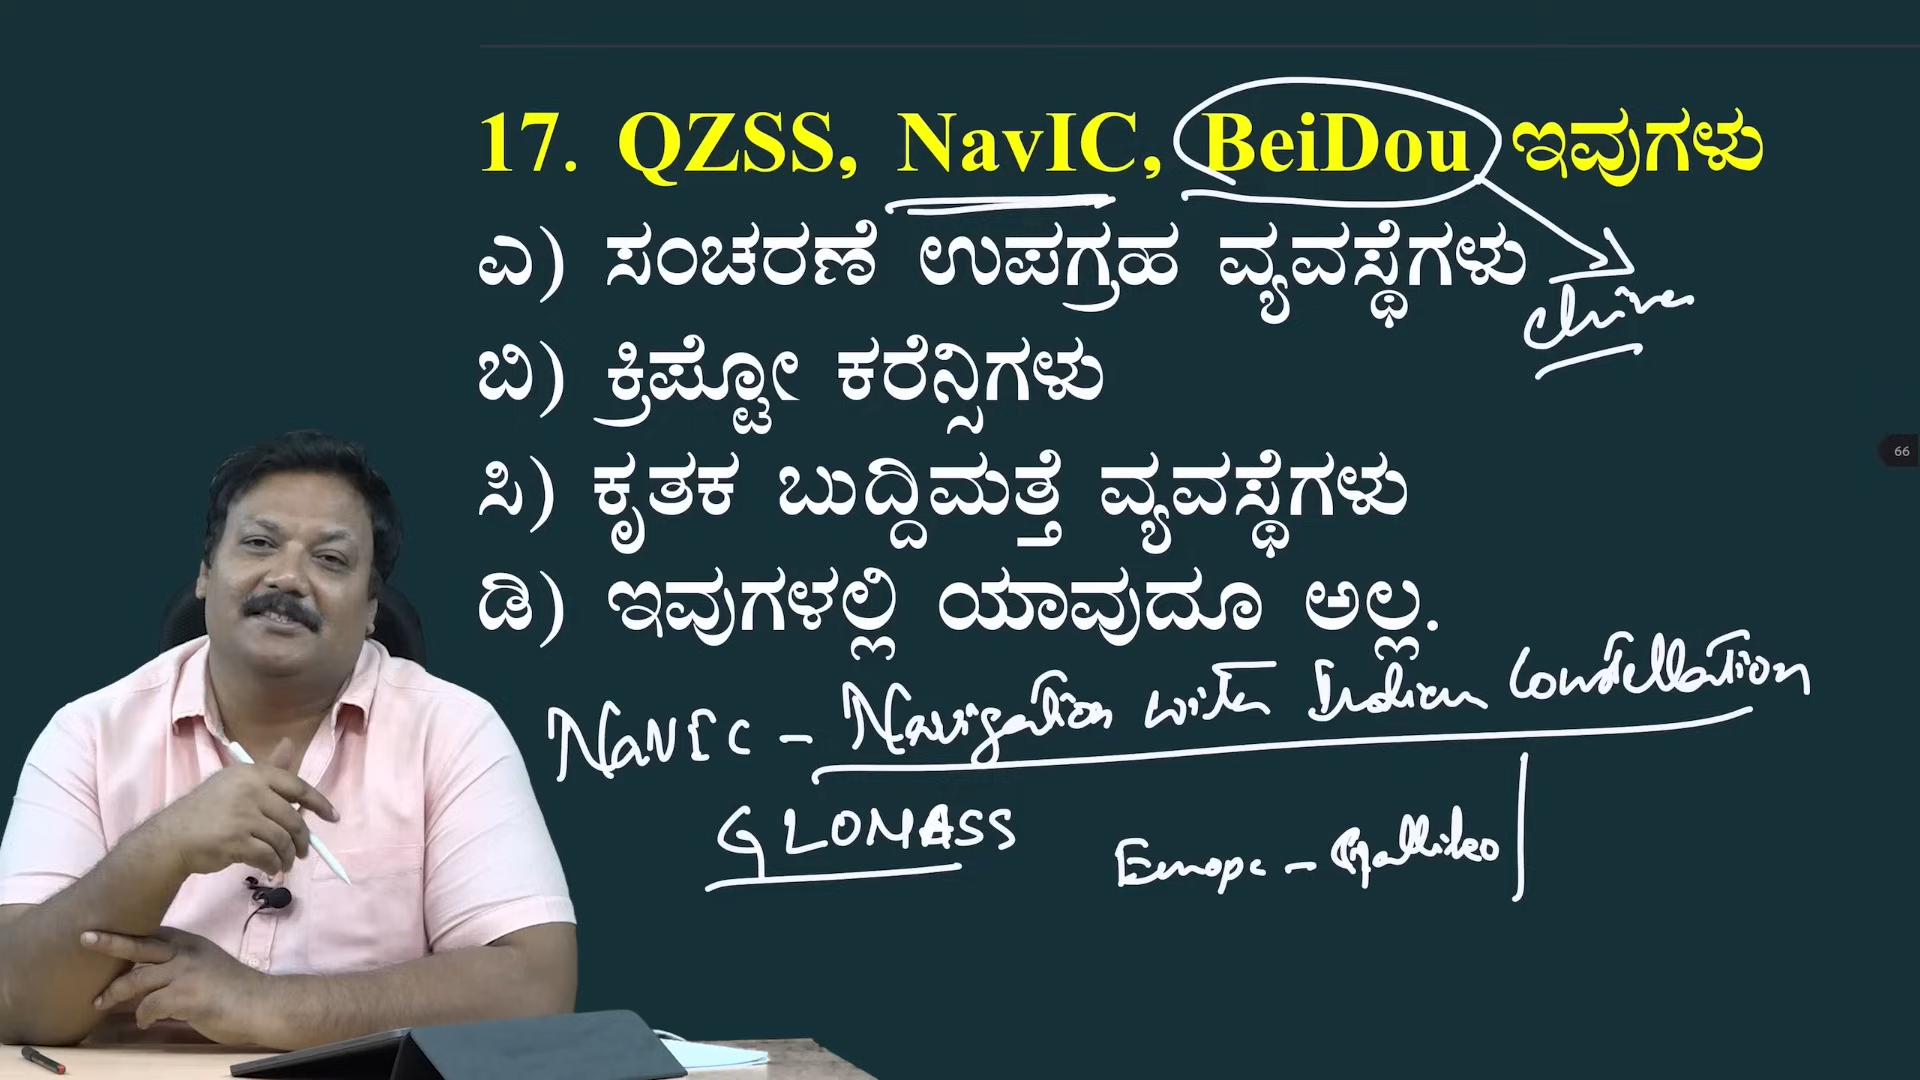 17. QZSS, NavIC, BeiDou ಇವುಗಳು
ಎ) ಸಂಚರಣೆ ಉಪಗ್ರಹ ವ್ಯವಸ್ಥೆಗಳು
china
ಬಿ) ಕ್ರಿಪ್ಟೋ ಕರೆನ್ಸಿಗಳು
66
ಸಿ) ಕೃತಕ ಬುದ್ದಿಮತ್ತೆ ವ್ಯವಸ್ಥೆಗಳು
ಡಿ) ಇವುಗಳಲ್ಲಿ ಯಾವುದೂ ಅಲ್ಲ.
NaVIC - Navigation with Indian Constellation
GLONASS Europe - Gallileo